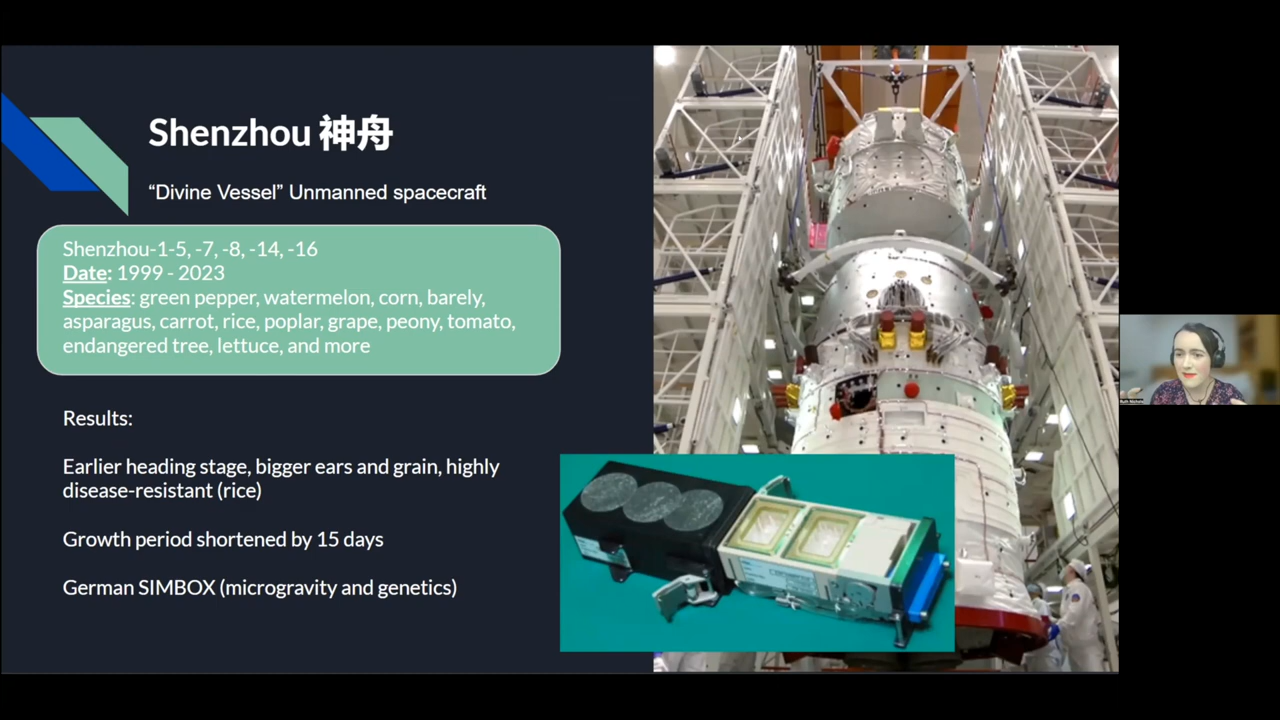 Shenzhou 神舟
“Divine Vessel” Unmanned spacecraft
Shenzhou-1-5, -7, -8, -14, -16
Date: 1999 - 2023
Species: green pepper, watermelon, corn, barely,
asparagus, carrot, rice, poplar, grape, peony, tomato,
endangered tree, lettuce, and more
Results:
Earlier heading stage, bigger ears and grain, highly
disease-resistant (rice)
Growth period shortened by 15 days
German SIMBOX (microgravity and genetics)